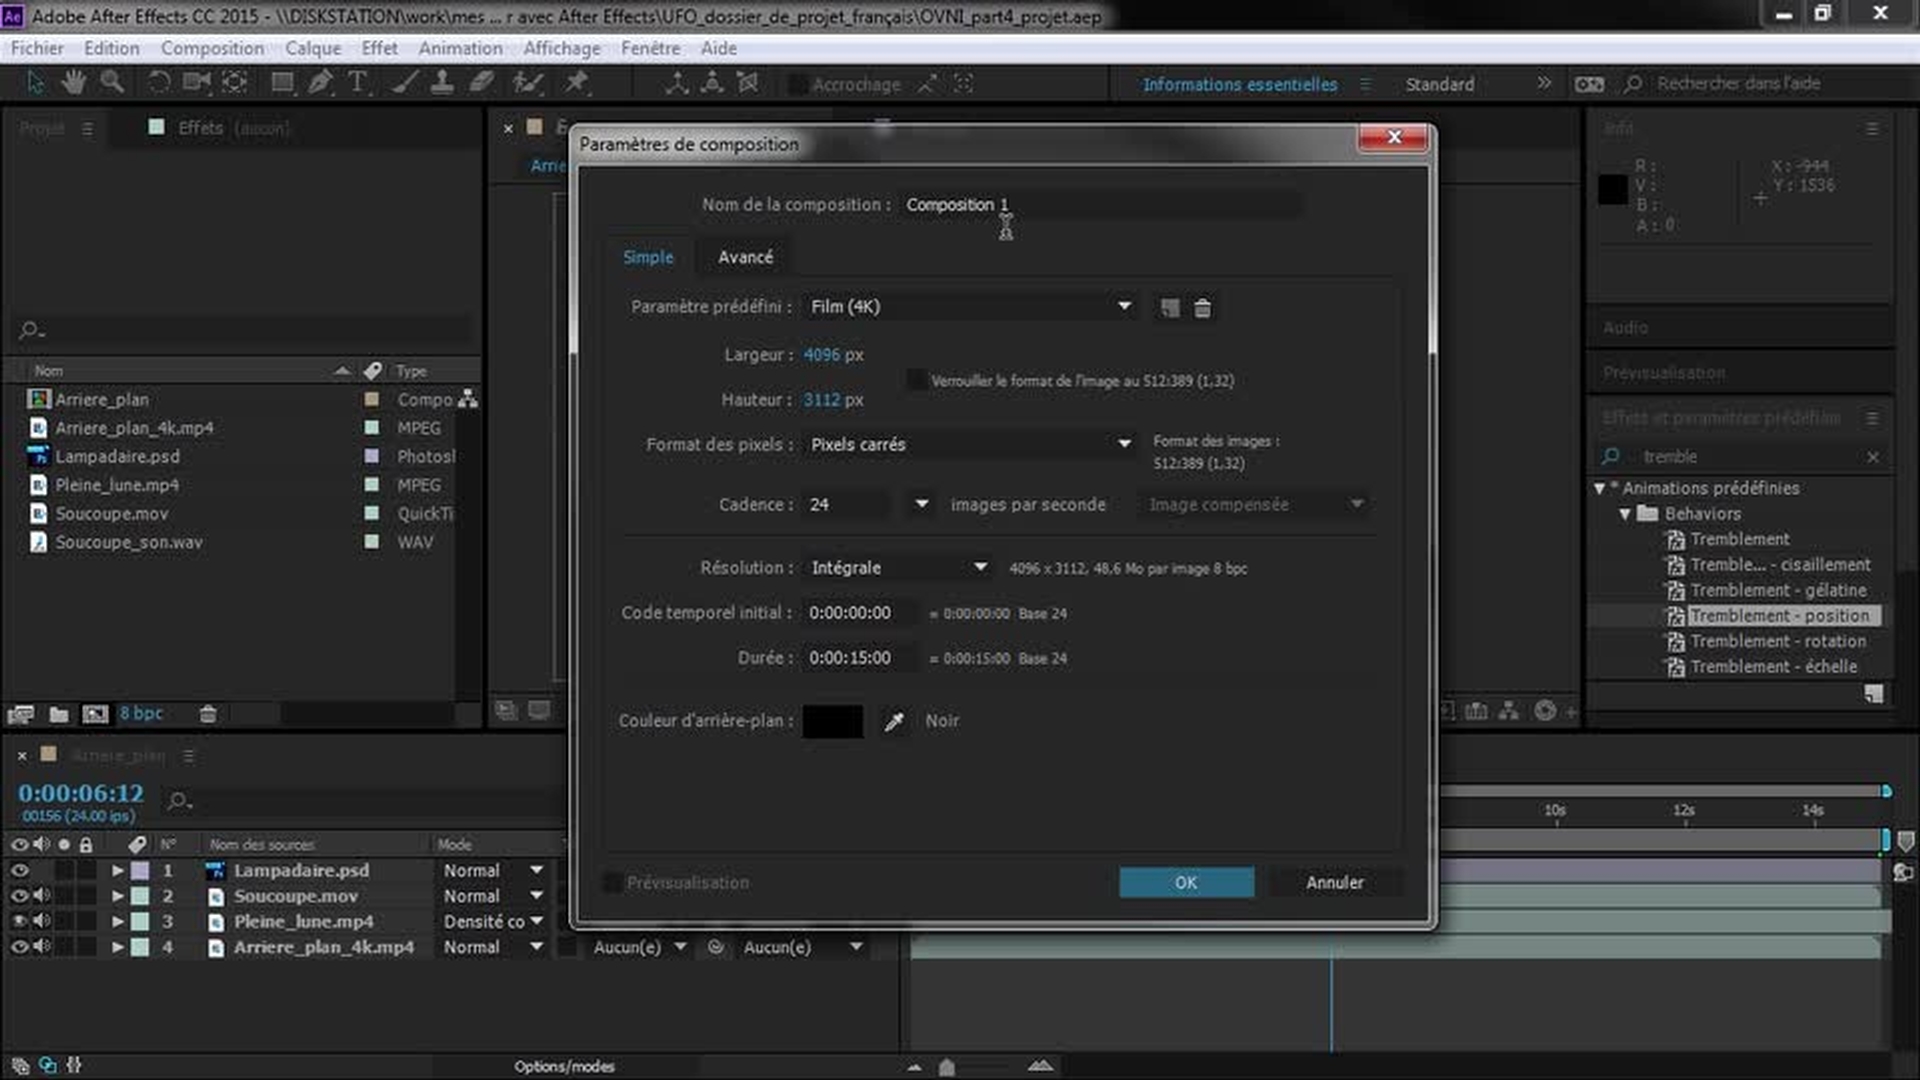 Adobe After Effects CC 2015 - \\DISKSTATION\work\mes ... r avec After Effects\UFO_dossier_de_projet_français\OVNI_part4_projet.aep
Fichier Edition Composition Calque Effet Animation Affichage Fenêtre Aide
Accrochage Informations essentielles Standard Rechercher dans l'aide
Projet Effets (aucun)
Info
Paramètres de composition
R : X : -944
V : Y : 1536
B :
A : 0
Nom de la composition : Composition 1
Simple Avancé
Paramètre prédéfini : Film (4K)
Largeur : 4096 px
Verrouiller le format de l'image au 512:389 (1,32)
Hauteur : 3112 px
Format des pixels : Pixels carrés
Format des images :
512:389 (1,32)
Cadence : 24 images par seconde Image compensée
Résolution : Intégrale 4096 x 3112, 48,6 Mo par image 8 bpc
Code temporel initial : 0:00:00:00 = 0:00:00:00 Base 24
Durée : 0:00:15:00 = 0:00:15:00 Base 24
Couleur d'arrière-plan : Noir
Prévisualisation OK Annuler
Nom Type
Arriere_plan Compo
Arriere_plan_4k.mp4 MPEG
Lampadaire.psd Photos
Pleine_lune.mp4 MPEG
Soucoupe.mov QuickTi
Soucoupe_son.wav WAV
8 bpc
Audio
Prévisualisation
Effets et paramètres prédéfinis
tremble
* Animations prédéfinies
Behaviors
Tremblement
Tremble... - cisaillement
Tremblement - gélatine
Tremblement - position
Tremblement - rotation
Tremblement - échelle
Arriere_plan
0:00:06:12
00156 (24.00 ips)
10s 12s 14s
N° Nom des sources Mode
1 Lampadaire.psd Normal
2 Soucoupe.mov Normal
3 Pleine_lune.mp4 Densité co
4 Arriere_plan_4k.mp4 Normal Aucun(e) Aucun(e)
Options/modes